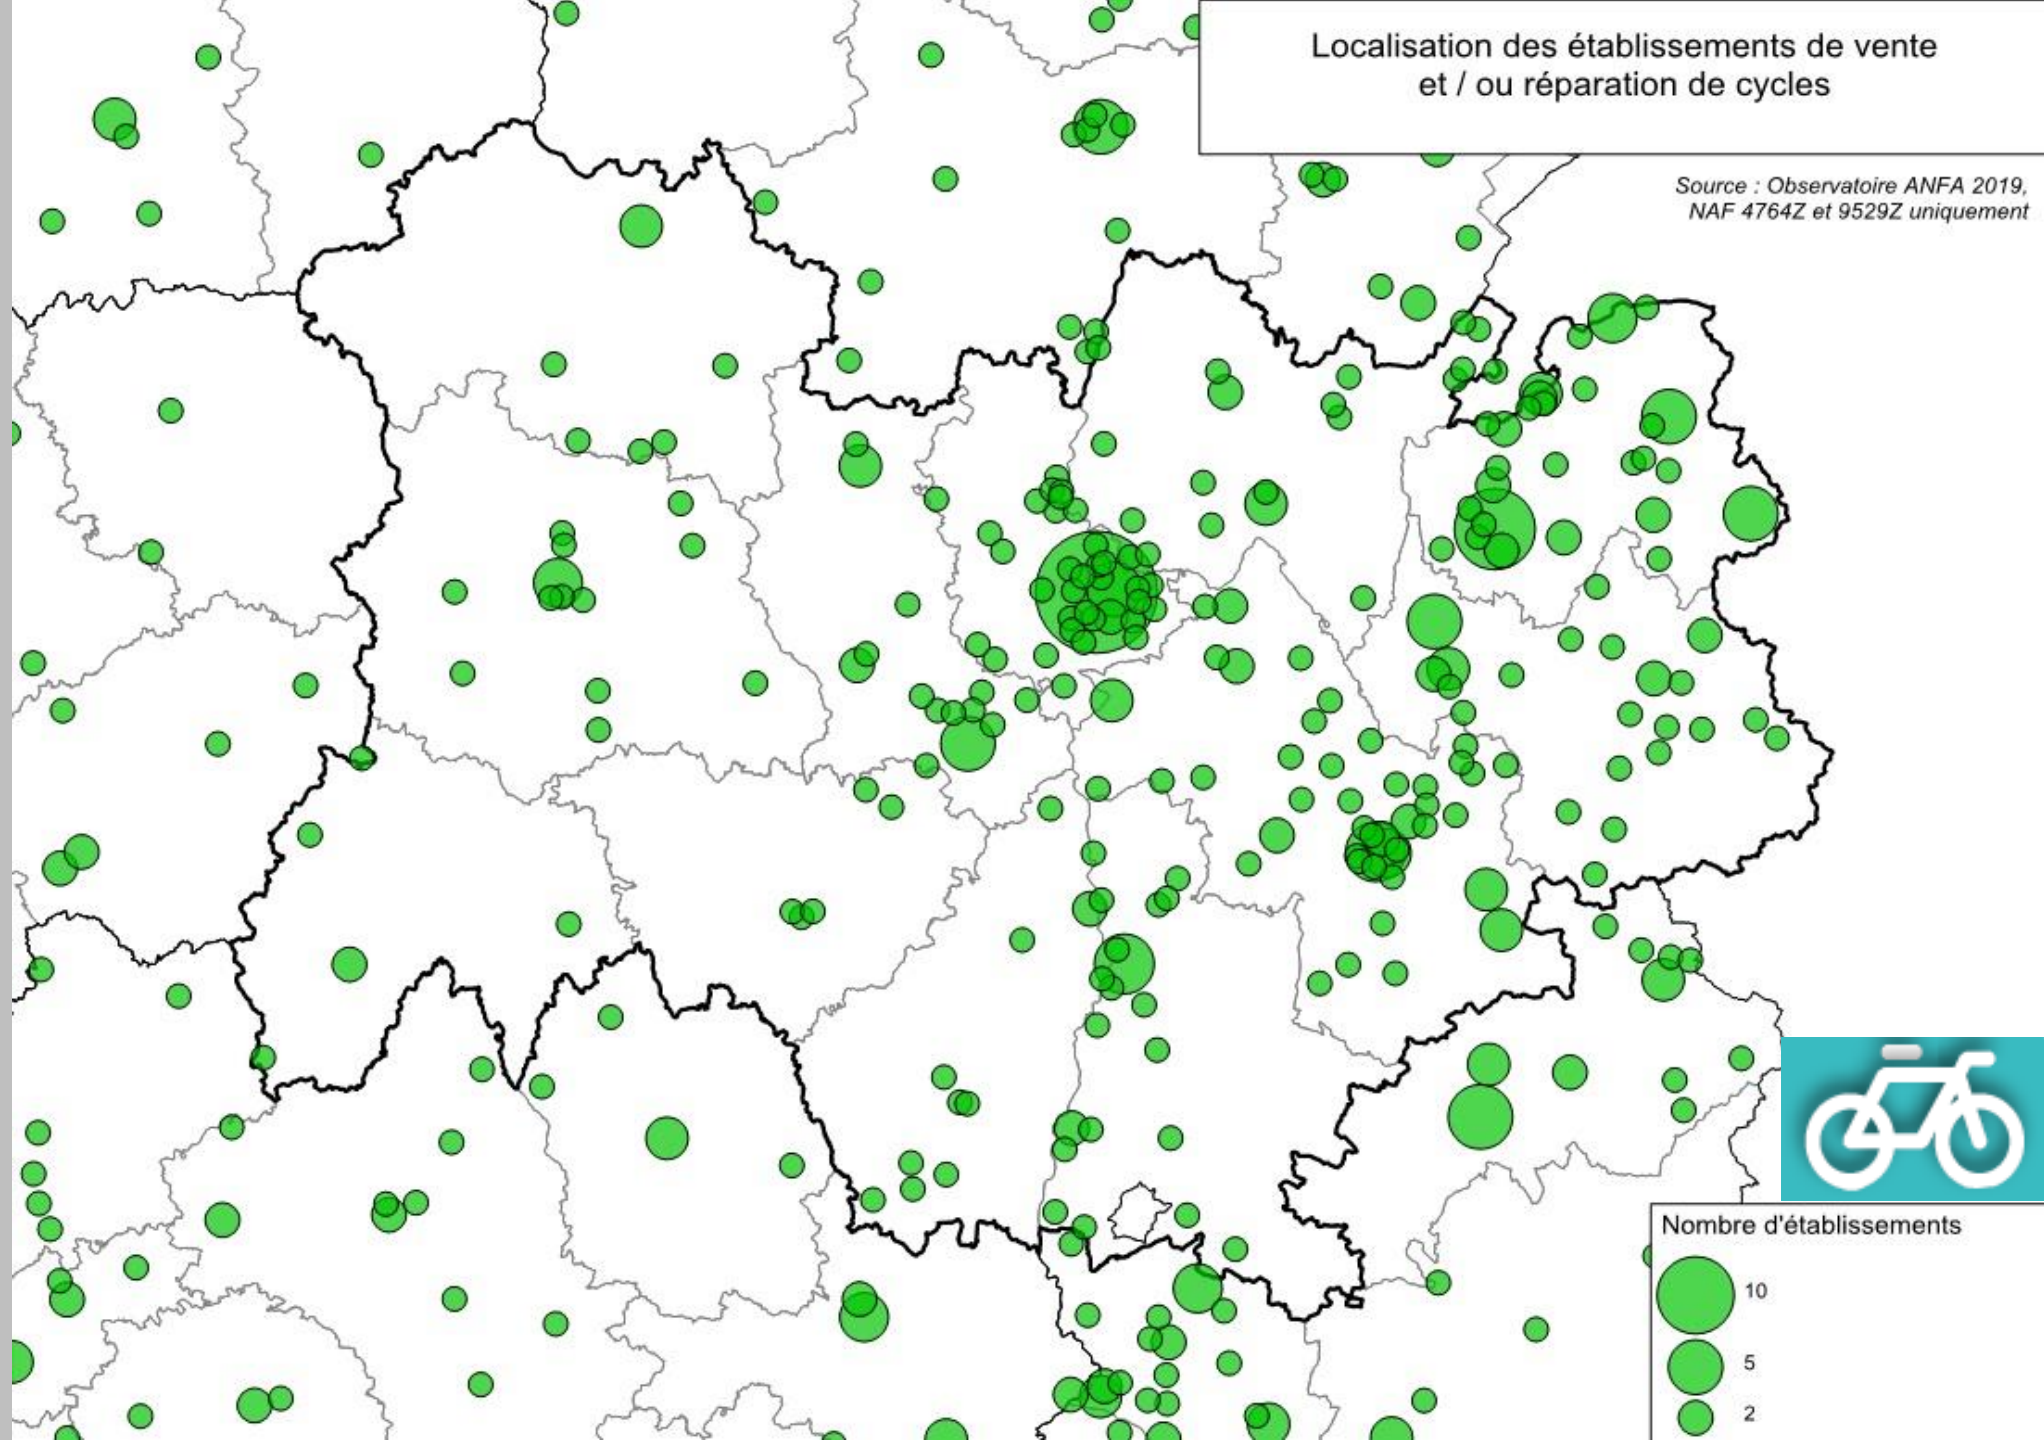 Localisation des établissements de vente
et / ou réparation de cycles
Source : Observatoire ANFA 2019,
NAF 4764Z et 9529Z uniquement
Nombre d'établissements
10
5
2